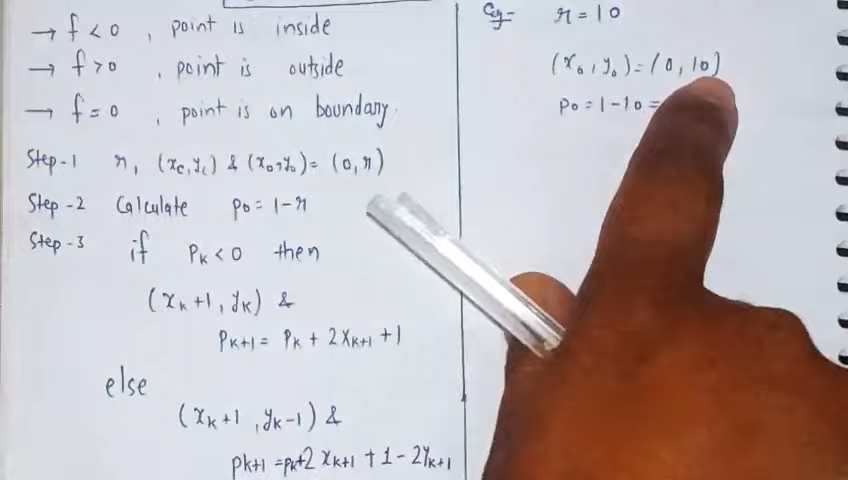 → f < 0 , point is inside
→ f > 0 , point is outside
→ f = 0 , point is on boundary.
Step-1 r, (xc, yc) & (x0, y0) = (0, r)
Step-2 Calculate p0 = 1 - r
Step-3 if Pk < 0 then
(xk+1, yk) &
Pk+1 = Pk + 2xk+1 + 1
else
(xk+1, yk-1) &
pk+1 = pk+2xk+1 + 1 - 2yk+1
Eg- r = 10
(x0, y0) = (0, 10)
p0 = 1 - 10 =